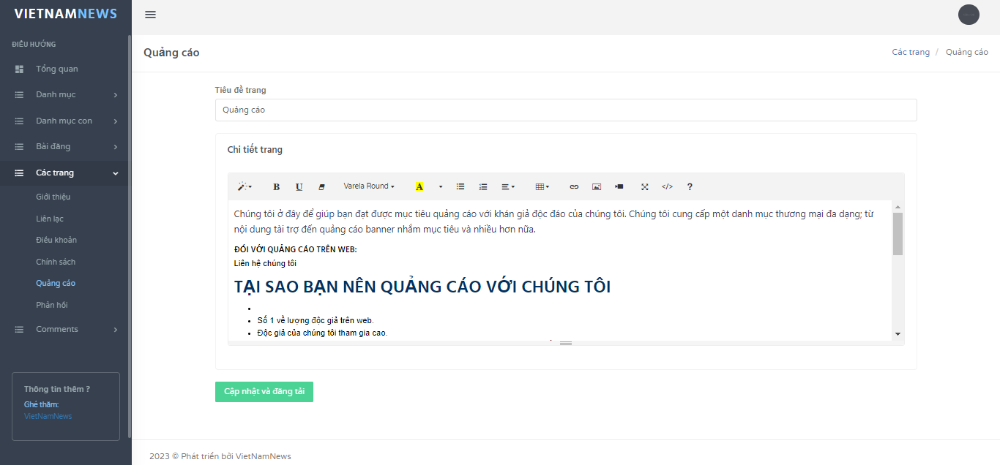 VIETNAMNEWS
ĐIỀU HƯỚNG
Tổng quan
Danh mục
Danh mục con
Bài đăng
Các trang
Giới thiệu
Liên lạc
Điều khoản
Chính sách
Quảng cáo
Phản hồi
Comments
Thông tin thêm ?
Ghé thăm:
VietNamNews
Quảng cáo
Các trang / Quảng cáo
Tiêu đề trang
Quảng cáo
Chi tiết trang
B U Varela Round A </> ?
Chúng tôi ở đây để giúp bạn đạt được mục tiêu quảng cáo với khán giả độc đáo của chúng tôi. Chúng tôi cung cấp một danh mục thương mại đa dạng; từ
nội dung tài trợ đến quảng cáo banner nhắm mục tiêu và nhiều hơn nữa.
ĐỐI VỚI QUẢNG CÁO TRÊN WEB:
Liên hệ chúng tôi
TẠI SAO BẠN NÊN QUẢNG CÁO VỚI CHÚNG TÔI
Số 1 về lượng độc giả trên web.
Độc giả của chúng tôi tham gia cao.
Cập nhật và đăng tải
2023 © Phát triển bởi VietNamNews